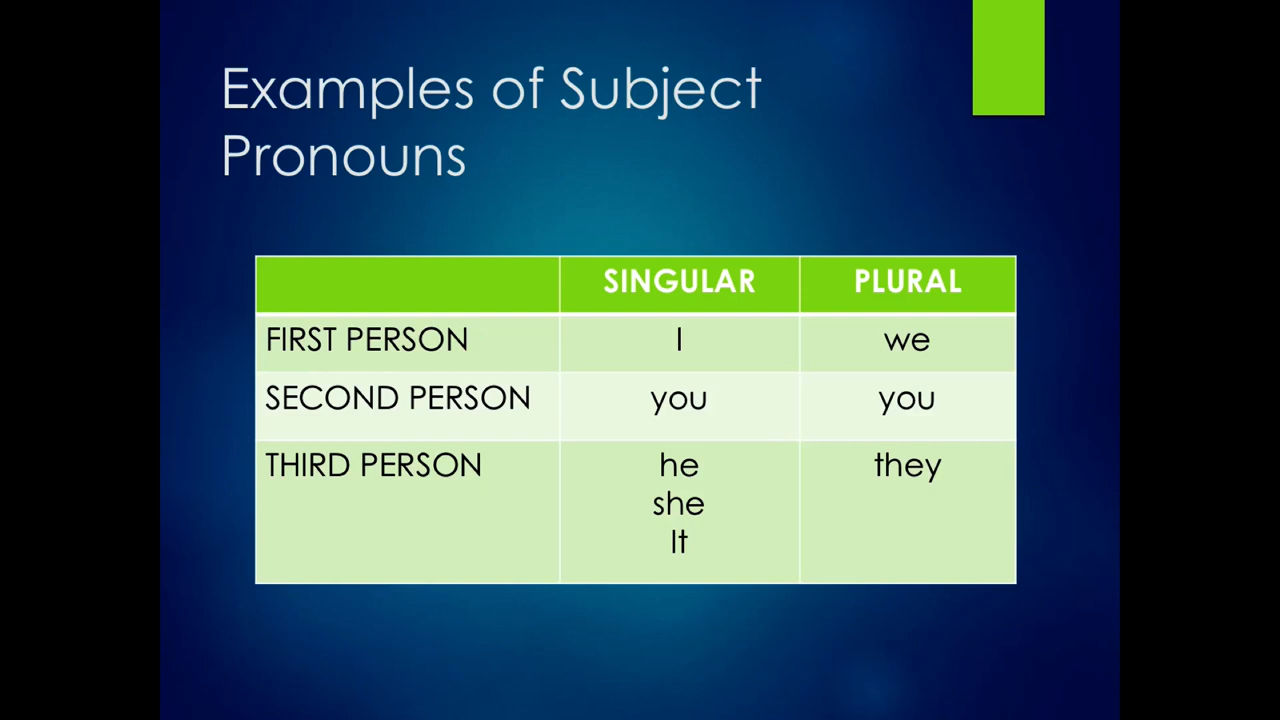 Examples of Subject
Pronouns
SINGULAR PLURAL
FIRST PERSON I we
SECOND PERSON you you
THIRD PERSON he they
she
It